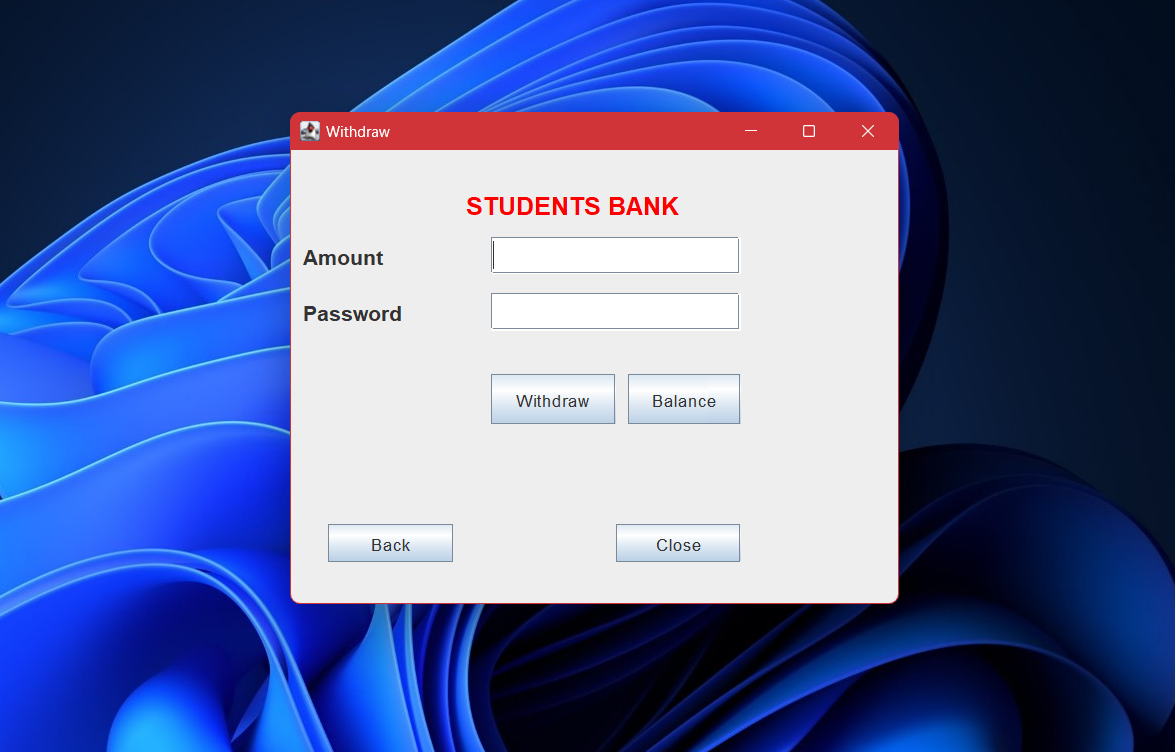 Withdraw
STUDENTS BANK
Amount
Password
Withdraw Balance
Back Close